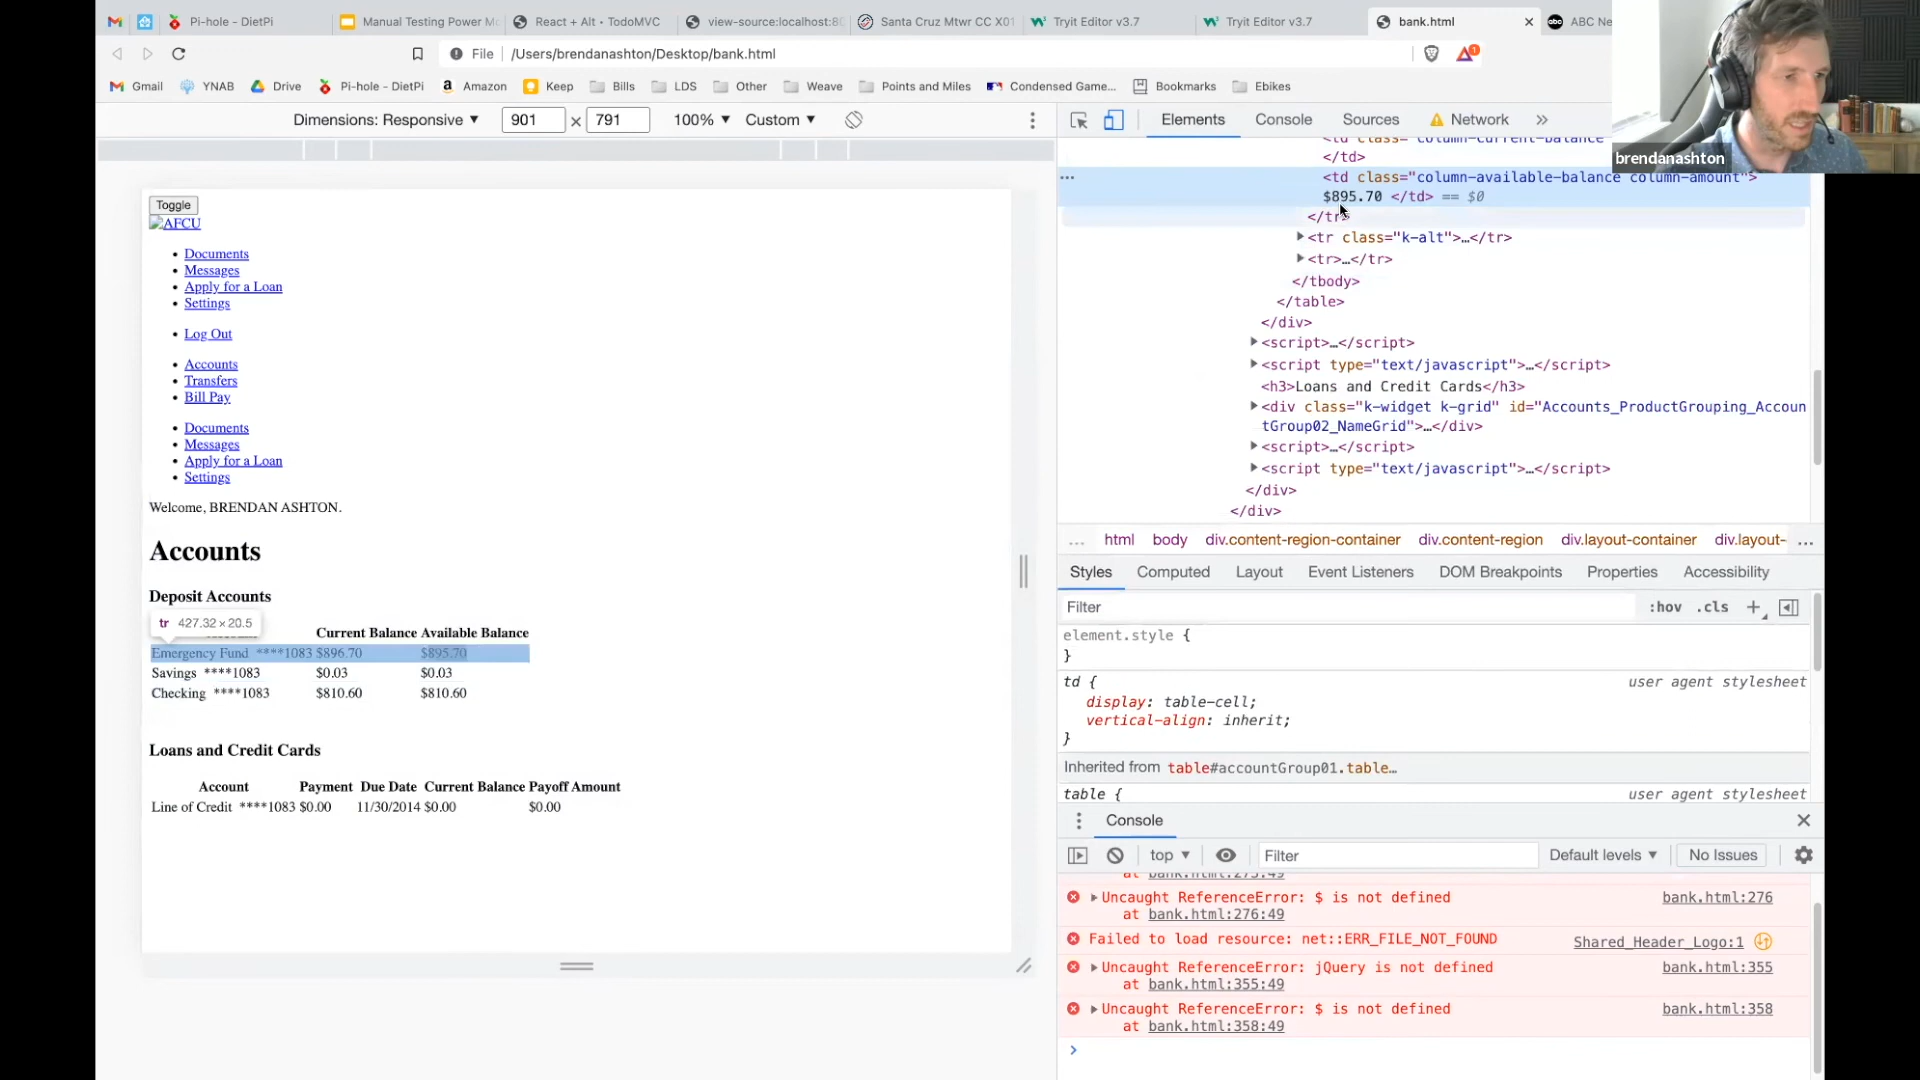 Pi-hole - DietPi
Manual Testing Power Mo
React + Alt • TodoMVC
view-source:localhost:80
Santa Cruz Mtwr CC X01
Tryit Editor v3.7
Tryit Editor v3.7
bank.html
ABC Ne
File
/Users/brendanashton/Desktop/bank.html
1
Gmail
YNAB
Drive
Pi-hole - DietPi
Amazon
Keep
Bills
LDS
Other
Weave
Points and Miles
Condensed Game...
Bookmarks
Ebikes
Dimensions: Responsive
901
×
791
100%
Custom
Elements
Console
Sources
Network
brendanashton
Toggle
AFCU
Documents
Messages
Apply for a Loan
Settings
Log Out
Accounts
Transfers
Bill Pay
Documents
Messages
Apply for a Loan
Settings
Welcome, BRENDAN ASHTON.
Accounts
Deposit Accounts
tr 427.32 × 20.5
Current Balance Available Balance
Emergency Fund ****1083 $896.70 $895.70
Savings ****1083 $0.03 $0.03
Checking ****1083 $810.60 $810.60
Loans and Credit Cards
Account Payment Due Date Current Balance Payoff Amount
Line of Credit ****1083 $0.00 11/30/2014 $0.00 $0.00
<td class="column-current-balance
</td>
<td class="column-available-balance column-amount">
$895.70 </td> == $0
</tr>
<tr class="k-alt">…</tr>
<tr>…</tr>
</tbody>
</table>
</div>
<script>…</script>
<script type="text/javascript">…</script>
<h3>Loans and Credit Cards</h3>
<div class="k-widget k-grid" id="Accounts_ProductGrouping_Accoun
tGroup02_NameGrid">…</div>
<script>…</script>
<script type="text/javascript">…</script>
</div>
</div>
... html body div.content-region-container div.content-region div.layout-container div.layout- ...
Styles
Computed
Layout
Event Listeners
DOM Breakpoints
Properties
Accessibility
Filter
:hov .cls +
element.style {
}
td { user agent stylesheet
display: table-cell;
vertical-align: inherit;
}
Inherited from table#accountGroup01.table…
table { user agent stylesheet
Console
top
Filter
Default levels
No Issues
at bank.html:273:49
Uncaught ReferenceError: $ is not defined bank.html:276
at bank.html:276:49
Failed to load resource: net::ERR_FILE_NOT_FOUND Shared_Header_Logo:1
Uncaught ReferenceError: jQuery is not defined bank.html:355
at bank.html:355:49
Uncaught ReferenceError: $ is not defined bank.html:358
at bank.html:358:49